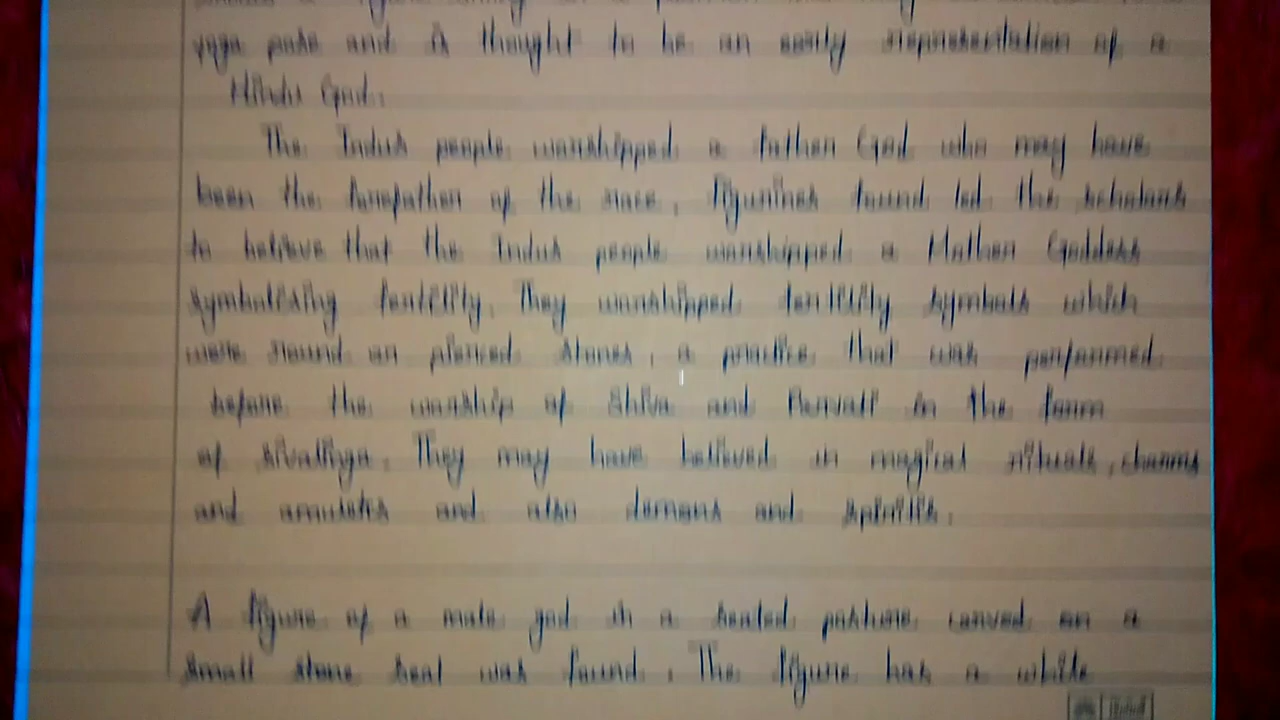 yoga pose and is thought to be an early representation of a
Hindu God.
The Indus people worshipped a Father God who may have
been the forefather of the race. Figurines found led the scholars
to believe that the Indus people worshipped a Mother Goddess
symbolising fertility. They worshipped fertility symbols which
were round on pierced stones, a practice that was performed
before the worship of Shiva and Parvati in the form
of sivalinga. They may have believed in magical rituals, charms
and amulets and also demons and spirits.
A figure of a male god in a seated posture carved on a
small stone seal was found. The figure has a while